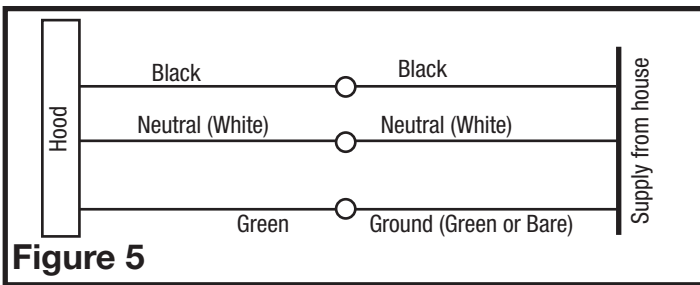 Hood
Black
Black
Neutral (White)
Neutral (White)
Green
Ground (Green or Bare)
Supply from house
Figure 5